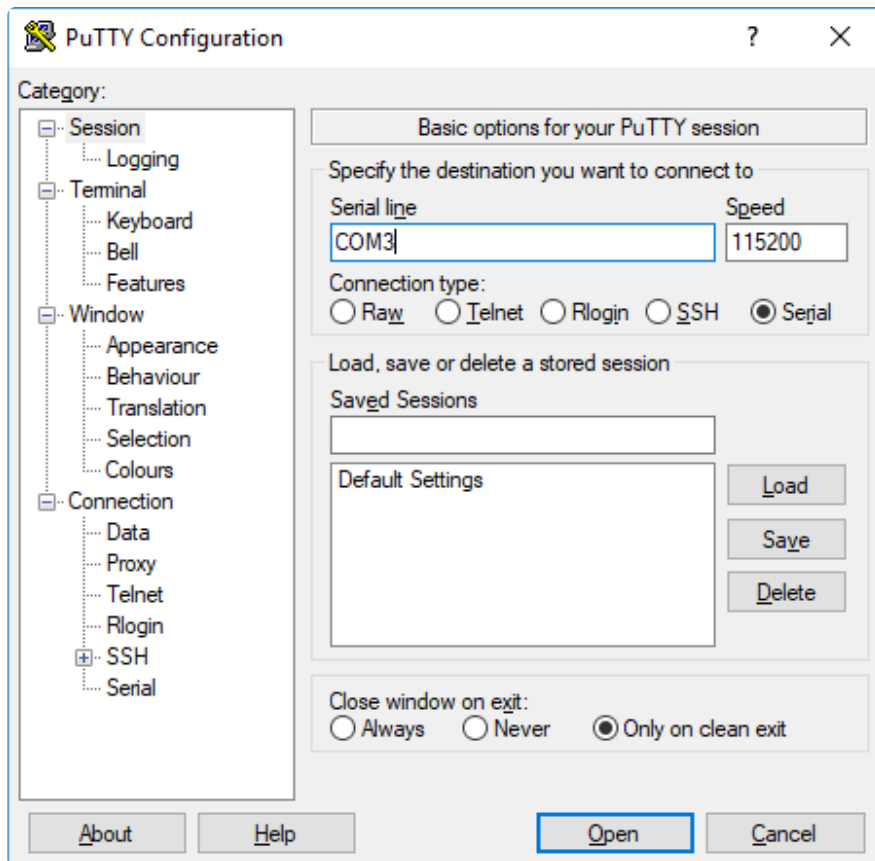 PuTTY Configuration
?
Category:
Session
Logging
Terminal
Keyboard
Bell
Features
Window
Appearance
Behaviour
Translation
Selection
Colours
Connection
Data
Proxy
Telnet
Rlogin
SSH
Serial
Basic options for your PuTTY session
Specify the destination you want to connect to
Serial line Speed
COM3 115200
Connection type:
Raw Telnet Rlogin SSH Serial
Load, save or delete a stored session
Saved Sessions
Default Settings
Load
Save
Delete
Close window on exit:
Always Never Only on clean exit
About Help Open Cancel